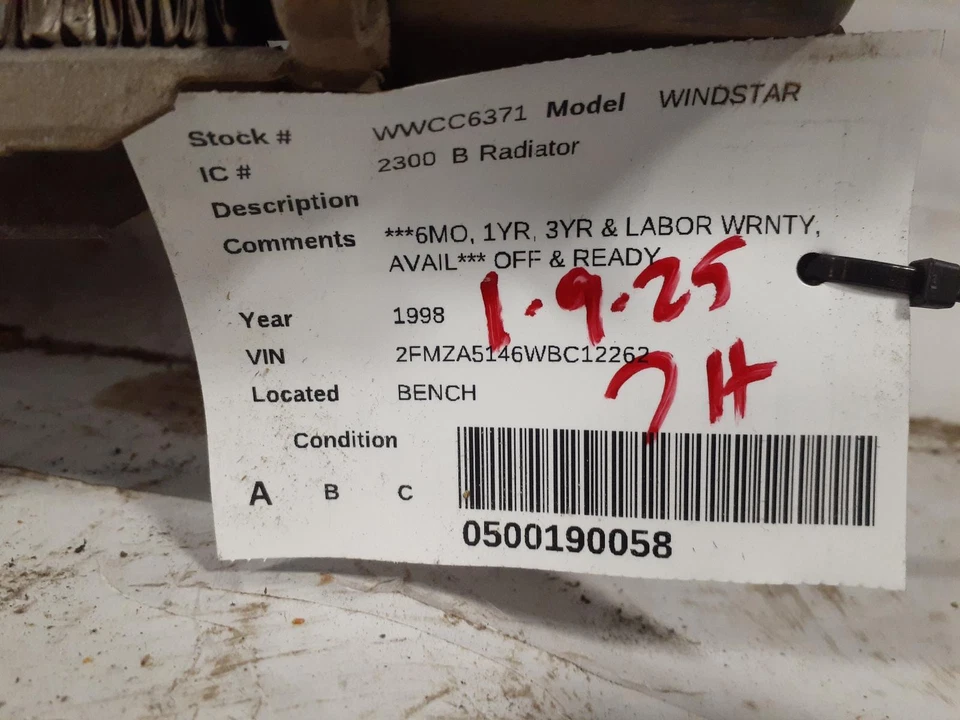 Stock # WWCC6371 Model WINDSTAR
IC # 2300 B Radiator
Description
Comments ***6MO, 1YR, 3YR & LABOR WRNTY,
AVAIL*** OFF & READY
1.9.25
Year 1998
VIN 2FMZA5146WBC12262
7H
Located BENCH
Condition
A B C
0500190058